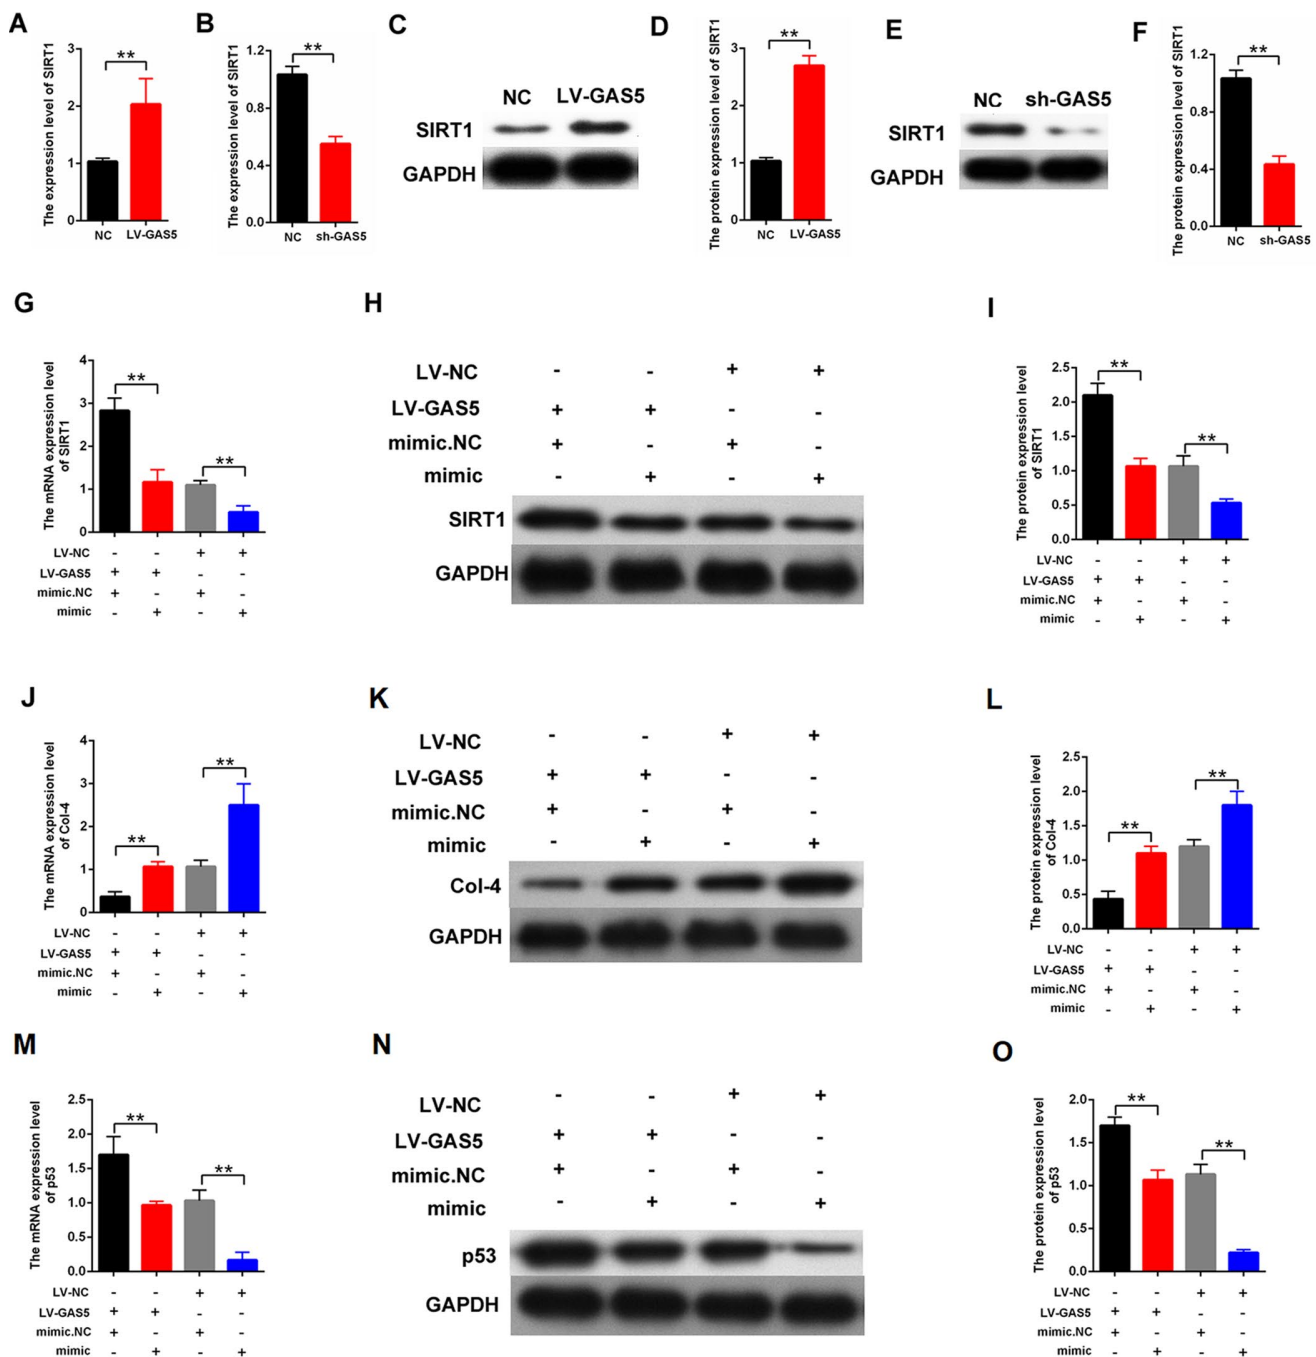 A
The expression level of SIRT1
3
2
1
0
**
NC LV-GAS5
B
The expression level of SIRT1
1.2
0.8
0.4
0.0
**
NC sh-GAS5
C
NC LV-GAS5
SIRT1
GAPDH
D
The protein expression level of SIRT1
3
2
1
0
**
NC LV-GAS5
E
NC sh-GAS5
SIRT1
GAPDH
F
The protein expression level of SIRT1
1.2
0.8
0.4
0.0
**
NC sh-GAS5
G
The mRNA expression level
of SIRT1
4
3
2
1
0
**
**
LV-NC - - + +
LV-GAS5 + + - -
mimic.NC + - + -
mimic - + - +
H
LV-NC - - + +
LV-GAS5 + + - -
mimic.NC + - + -
mimic - + - +
SIRT1
GAPDH
I
The protein expression level
of SIRT1
2.5
2.0
1.5
1.0
0.5
0.0
**
**
LV-NC - - + +
LV-GAS5 + + - -
mimic.NC + - + -
mimic - + - +
J
The mRNA expression level
of Col-4
4
3
2
1
0
**
**
LV-NC - - + +
LV-GAS5 + + - -
mimic.NC + - + -
mimic - + - +
K
LV-NC - - + +
LV-GAS5 + + - -
mimic.NC + - + -
mimic - + - +
Col-4
GAPDH
L
The protein expression level
of Col-4
2.5
2.0
1.5
1.0
0.5
0.0
**
**
LV-NC - - + +
LV-GAS5 + + - -
mimic.NC + - + -
mimic - + - +
M
The mRNA expression level
of p53
2.5
2.0
1.5
1.0
0.5
0.0
**
**
LV-NC - - + +
LV-GAS5 + + - -
mimic.NC + - + -
mimic - + - +
N
LV-NC - - + +
LV-GAS5 + + - -
mimic.NC + - + -
mimic - + - +
p53
GAPDH
O
The protein expression level
of p53
2.0
1.5
1.0
0.5
0.0
**
**
LV-NC - - + +
LV-GAS5 + + - -
mimic.NC + - + -
mimic - + - +